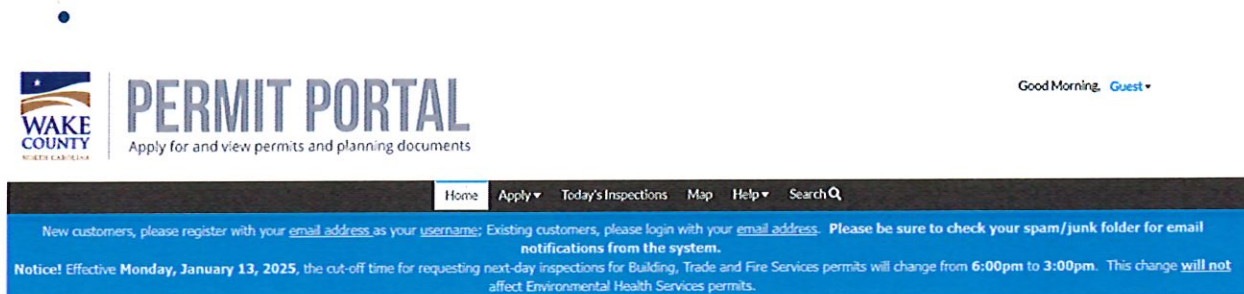 WAKE
COUNTY
NORTH CAROLINA
PERMIT PORTAL
Apply for and view permits and planning documents
Good Morning, Guest
Home Apply Today's Inspections Map Help Search
New customers, please register with your email address as your username; Existing customers, please login with your email address. Please be sure to check your spam/junk folder for email
notifications from the system.
Notice! Effective Monday, January 13, 2025, the cut-off time for requesting next-day inspections for Building, Trade and Fire Services permits will change from 6:00pm to 3:00pm. This change will not
affect Environmental Health Services permits.